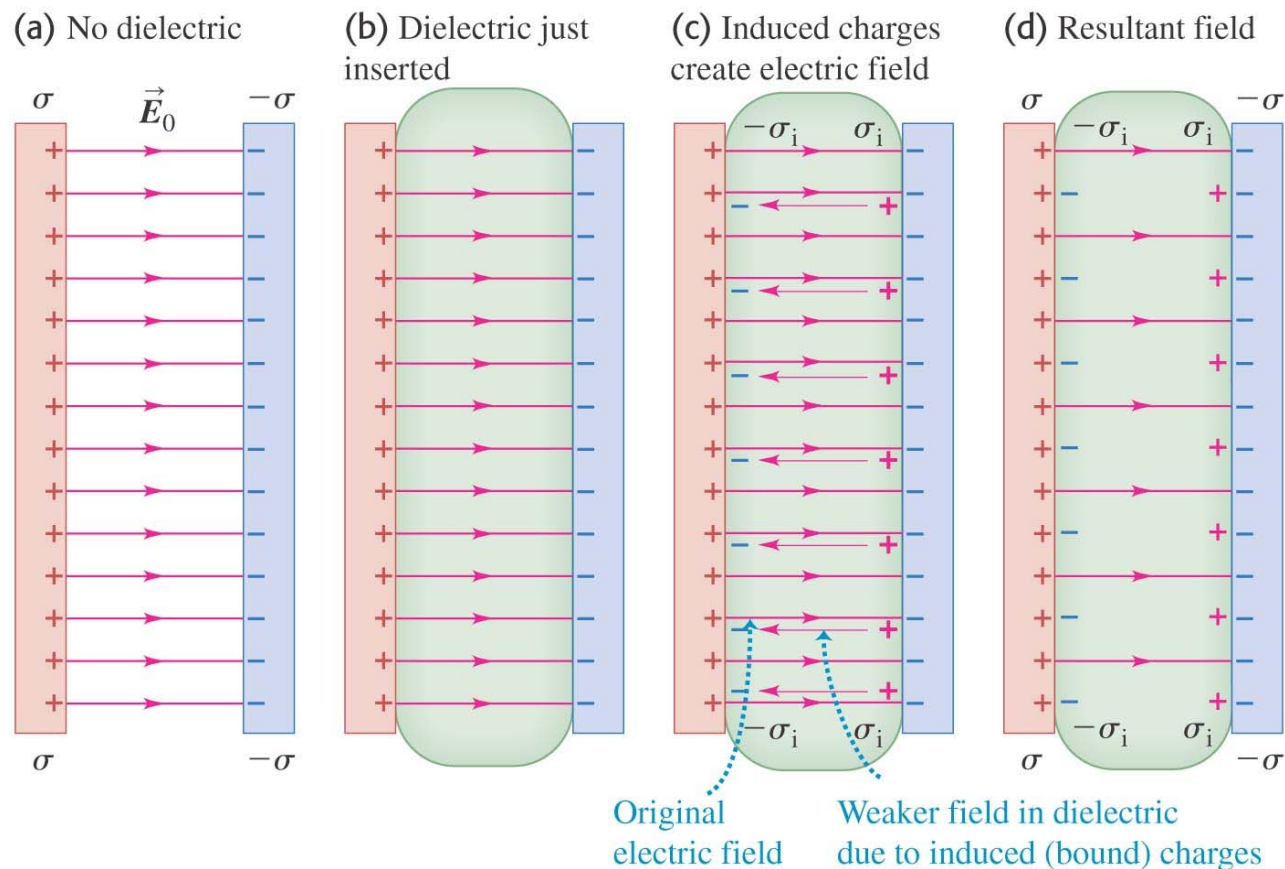 (a) No dielectric
σ
E⃗₀
−σ
σ
−σ
(b) Dielectric just
inserted
(c) Induced charges
create electric field
−σᵢ σᵢ
−σᵢ σᵢ
Original
electric field
Weaker field in dielectric
due to induced (bound) charges
(d) Resultant field
σ
−σ
−σᵢ σᵢ
−σᵢ σᵢ
σ
−σ